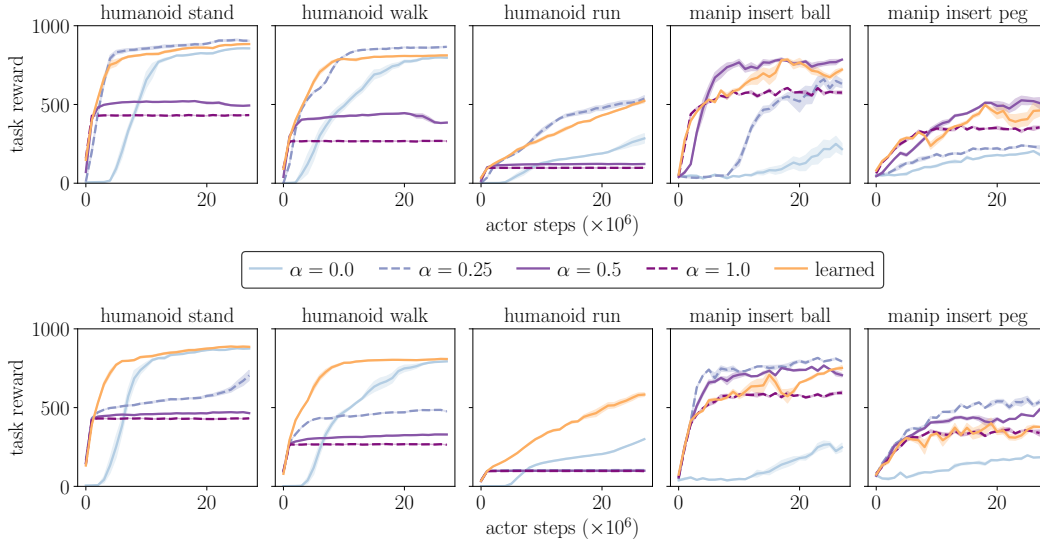 humanoid stand humanoid walk humanoid run manip insert ball manip insert peg
1000
500
0
task reward
0 20 0 20 0 20 0 20 0 20
actor steps (×10⁶)
α = 0.0 α = 0.25 α = 0.5 α = 1.0 learned
humanoid stand humanoid walk humanoid run manip insert ball manip insert peg
1000
500
0
task reward
0 20 0 20 0 20 0 20 0 20
actor steps (×10⁶)